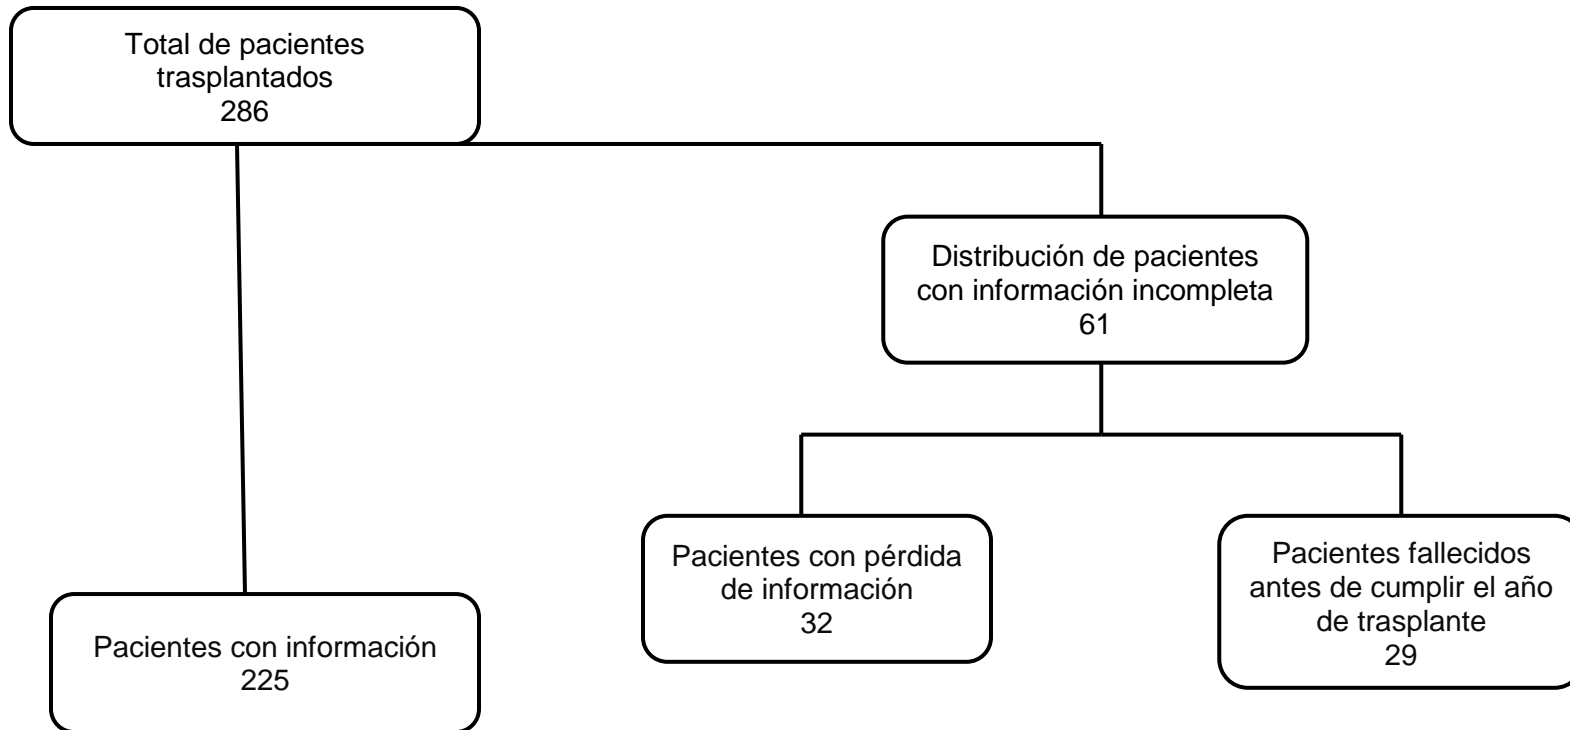 Total de pacientes
trasplantados
286
Distribución de pacientes
con información incompleta
61
Pacientes con pérdida
de información
32
Pacientes fallecidos
antes de cumplir el año
de trasplante
29
Pacientes con información
225